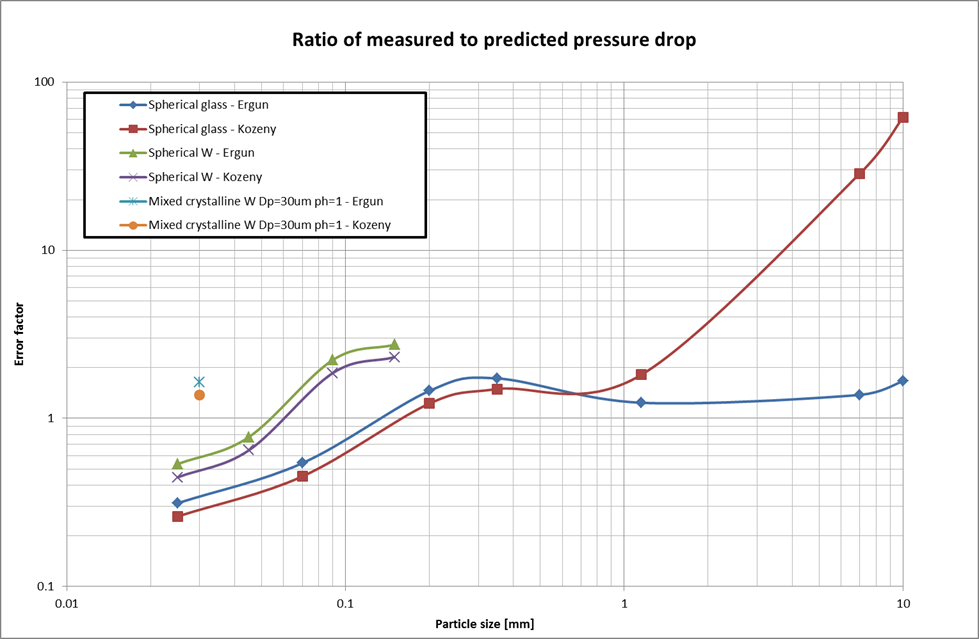 Ratio of measured to predicted pressure drop
100
Spherical glass - Ergun
Spherical glass - Kozeny
Spherical W - Ergun
Spherical W - Kozeny
Mixed crystalline W Dp=30um ph=1 - Ergun
Mixed crystalline W Dp=30um ph=1 - Kozeny
10
Error factor
1
0.1
0.01
0.1
1
10
Particle size [mm]